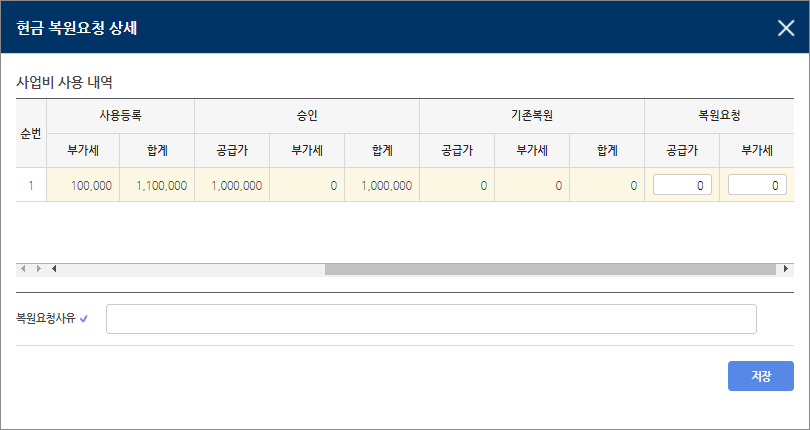 현금 복원요청 상세
사업비 사용 내역
순번 사용등록 승인 기존복원 복원요청
부가세 합계 공급가 부가세 합계 공급가 부가세 합계 공급가 부가세
1 100,000 1,100,000 1,000,000 0 1,000,000 0 0 0 0 0
복원요청사유
저장